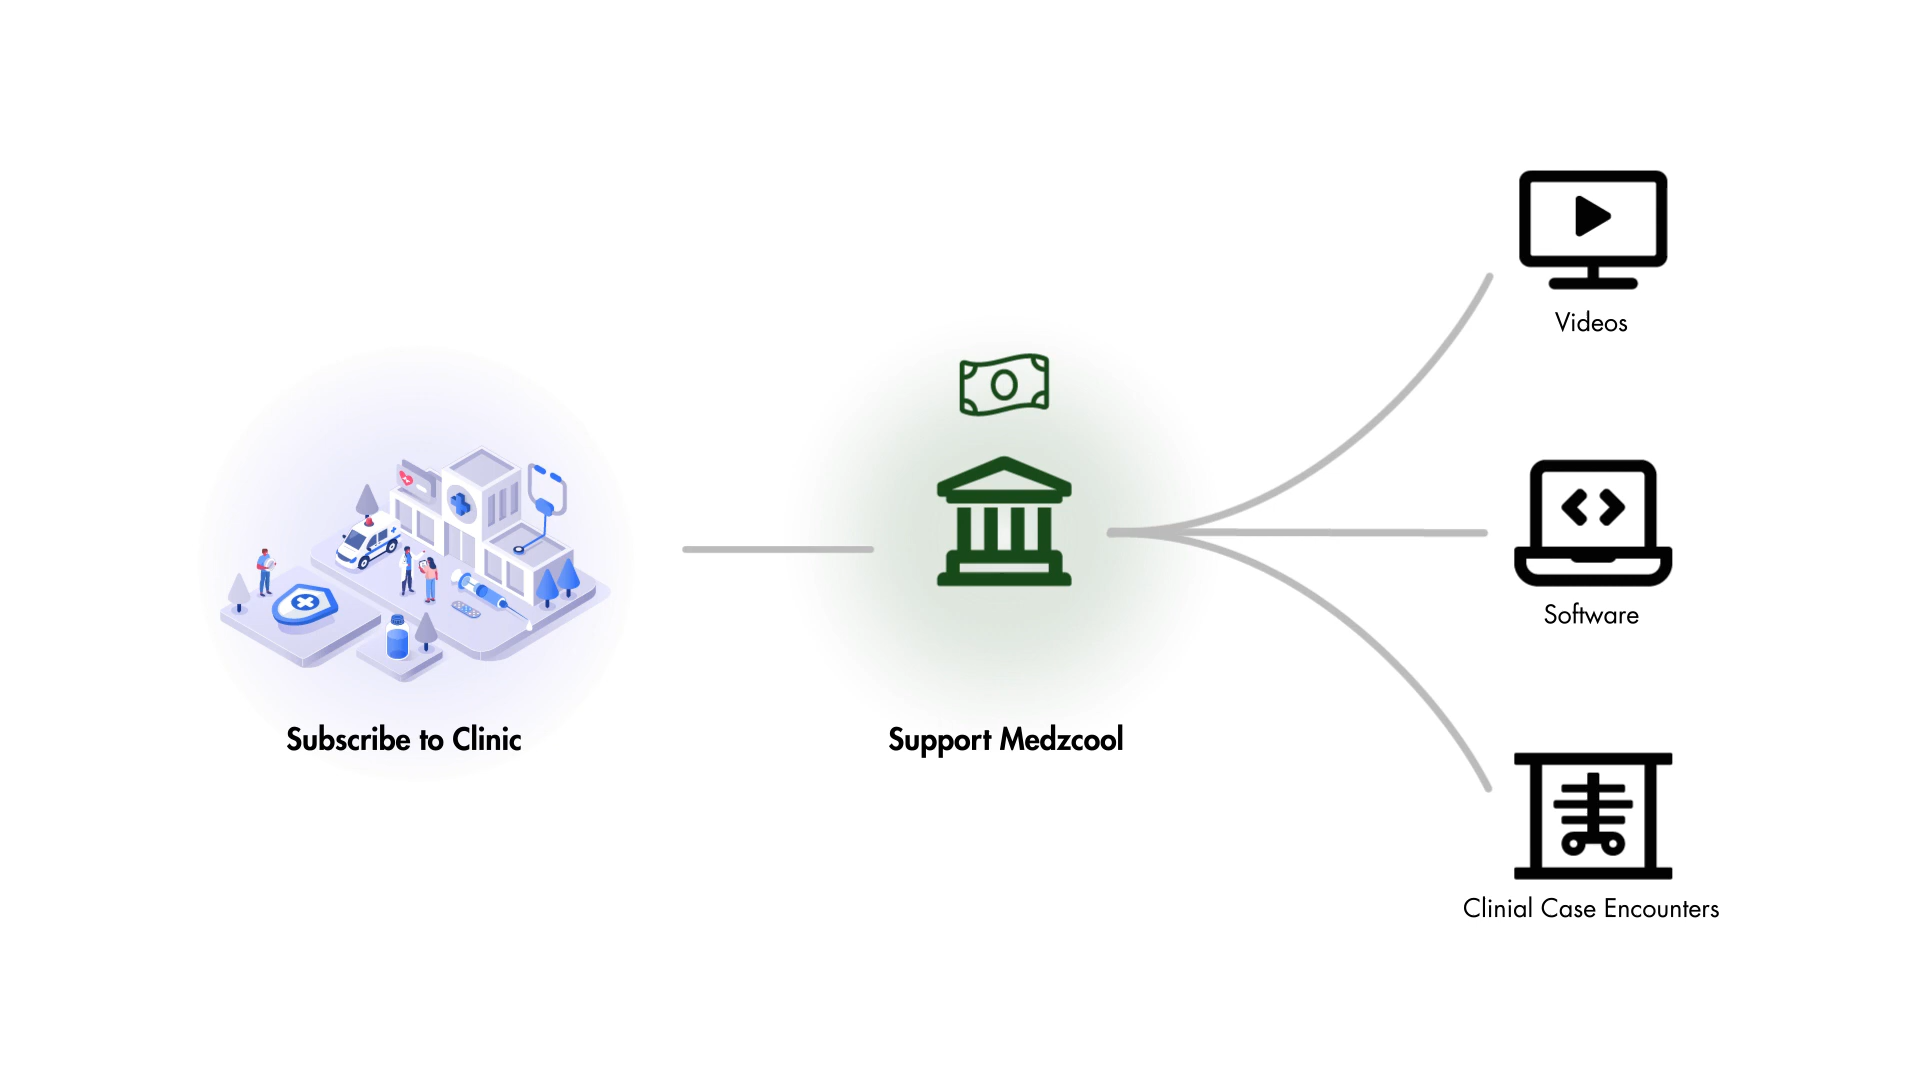 Subscribe to Clinic
Support Medzcool
Videos
Software
Clinial Case Encounters